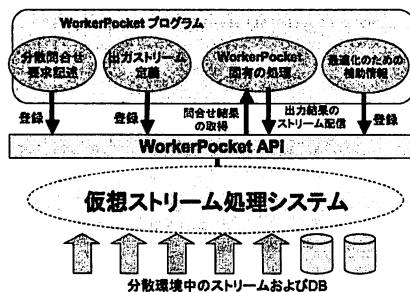 WorkerPocket プログラム
分散問合せ
要求記述
出力ストリーム
定義
WorkerPocket
固有の処理
最適化のための
補助情報
登録
登録
問合せ結果
の取得
出力結果の
ストリーム配信
登録
WorkerPocket API
仮想ストリーム処理システム
分散環境中のストリームおよびDB